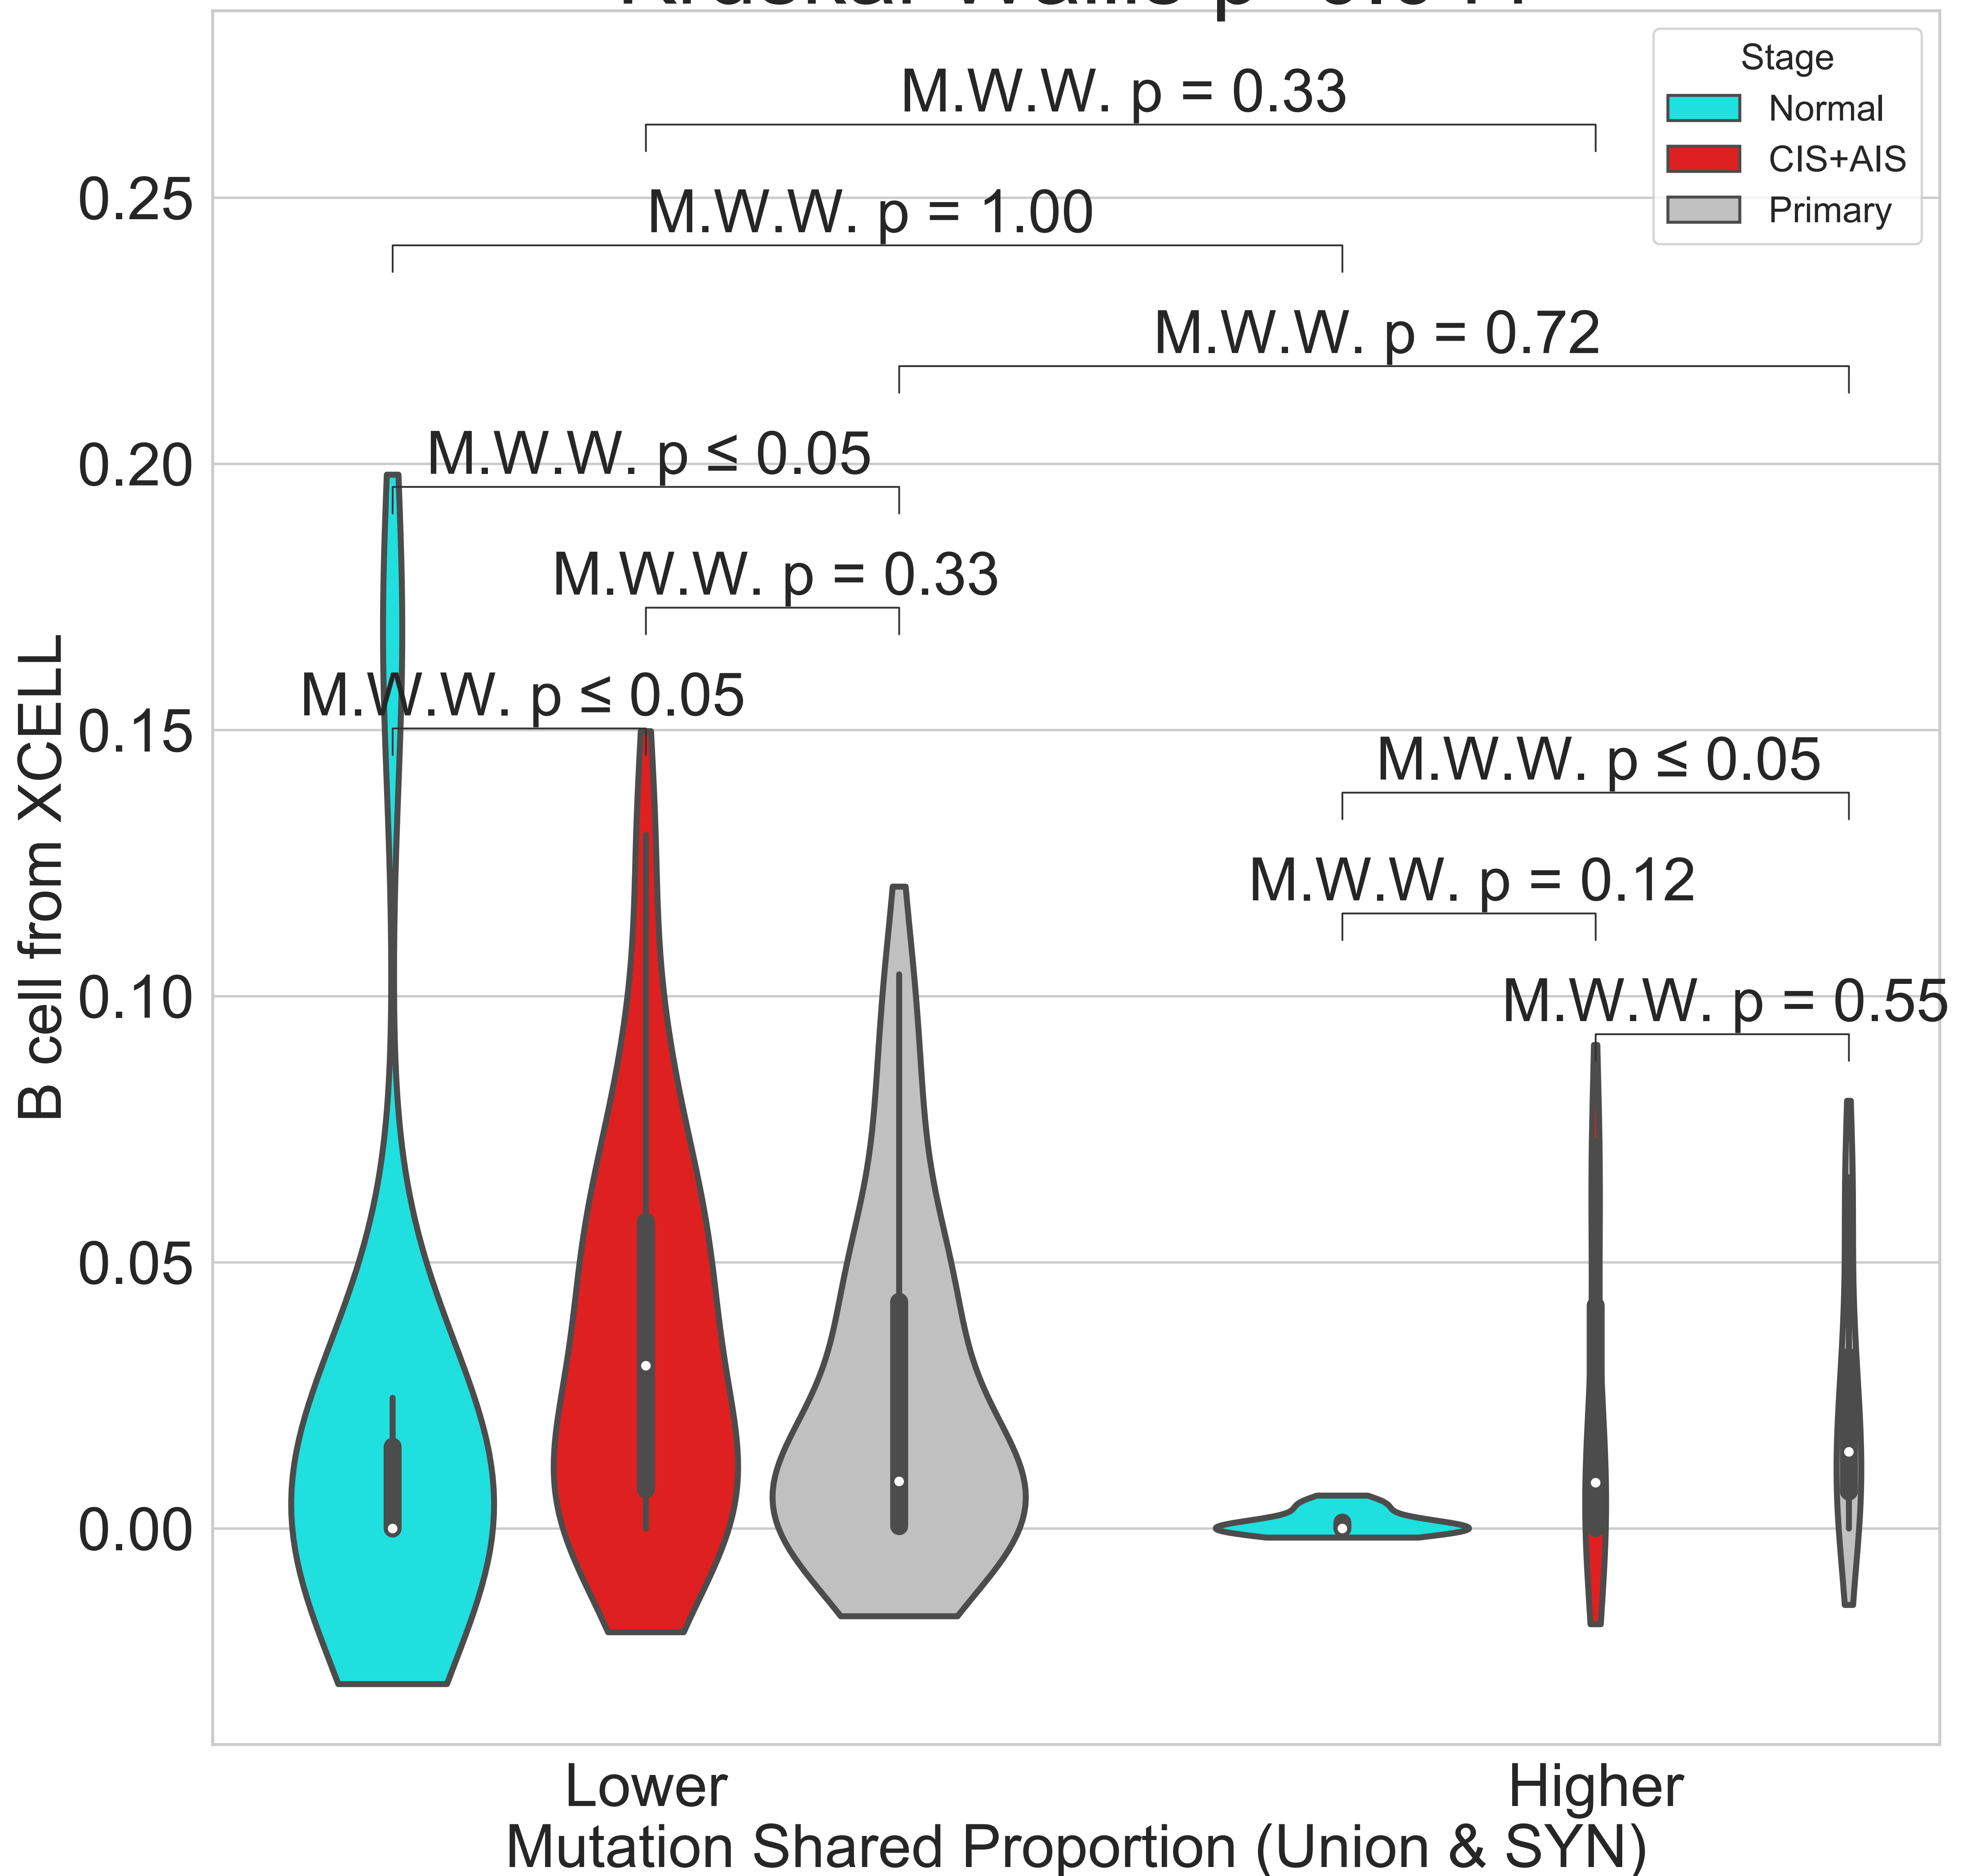 M.W.W. p = 0.33
Stage
Normal
CIS+AIS
Primary
M.W.W. p = 1.00
M.W.W. p = 0.72
M.W.W. p ≤ 0.05
M.W.W. p = 0.33
M.W.W. p ≤ 0.05
M.W.W. p ≤ 0.05
M.W.W. p = 0.12
M.W.W. p = 0.55
0.25
0.20
0.15
0.10
0.05
0.00
B cell from XCELL
Lower
Higher
Mutation Shared Proportion (Union & SYN)